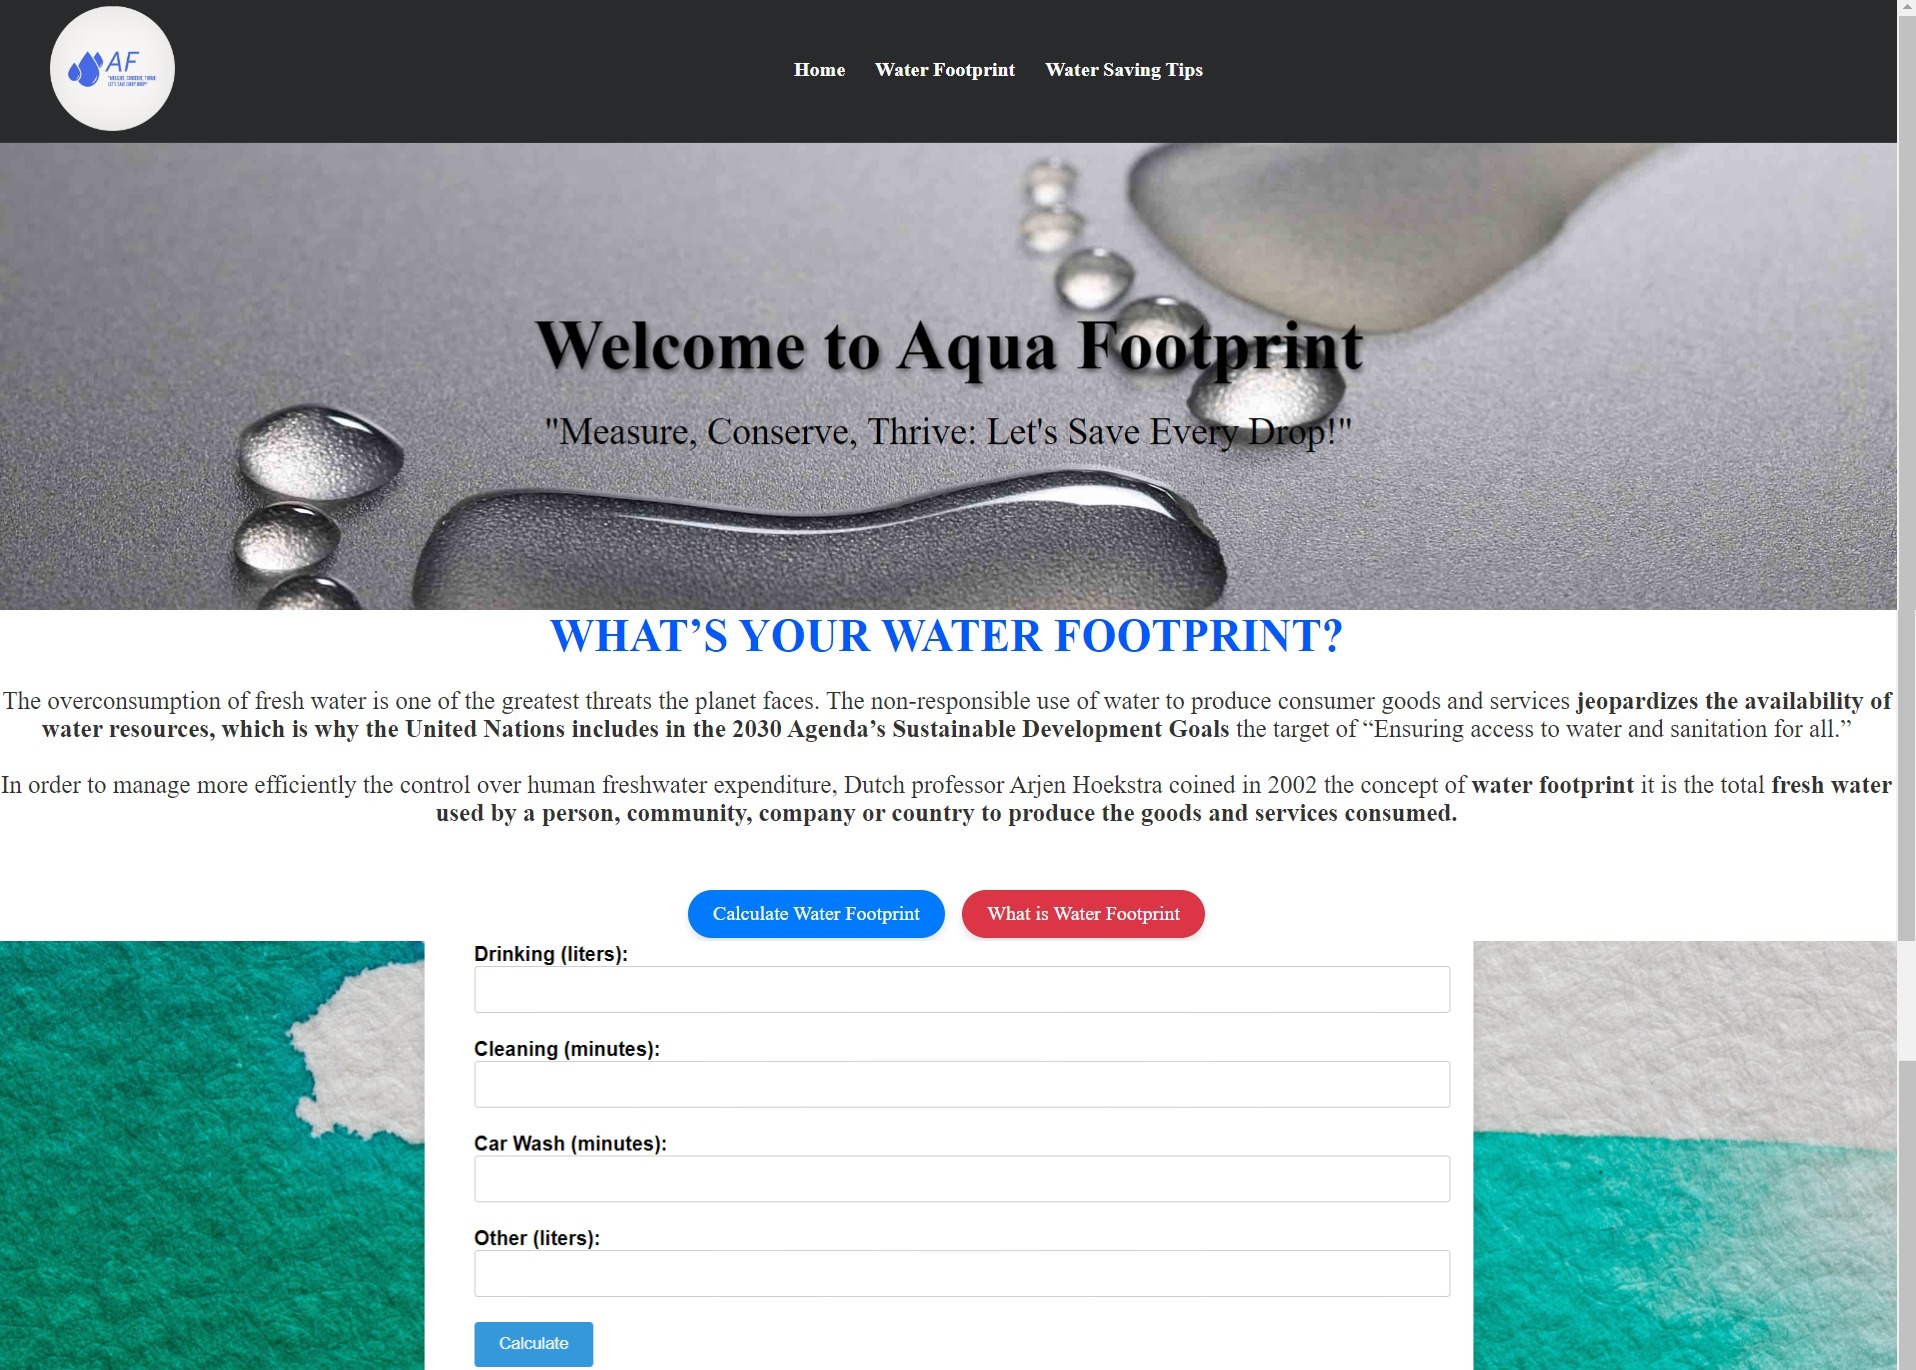 AF
"MEASURE, CONSERVE, THRIVE:
LET'S SAVE EVERY DROP!"
Home Water Footprint Water Saving Tips
Welcome to Aqua Footprint
"Measure, Conserve, Thrive: Let's Save Every Drop!"
WHAT’S YOUR WATER FOOTPRINT?
The overconsumption of fresh water is one of the greatest threats the planet faces. The non-responsible use of water to produce consumer goods and services jeopardizes the availability of
water resources, which is why the United Nations includes in the 2030 Agenda’s Sustainable Development Goals the target of “Ensuring access to water and sanitation for all.”
In order to manage more efficiently the control over human freshwater expenditure, Dutch professor Arjen Hoekstra coined in 2002 the concept of water footprint it is the total fresh water
used by a person, community, company or country to produce the goods and services consumed.
Calculate Water Footprint What is Water Footprint
Drinking (liters):
Cleaning (minutes):
Car Wash (minutes):
Other (liters):
Calculate